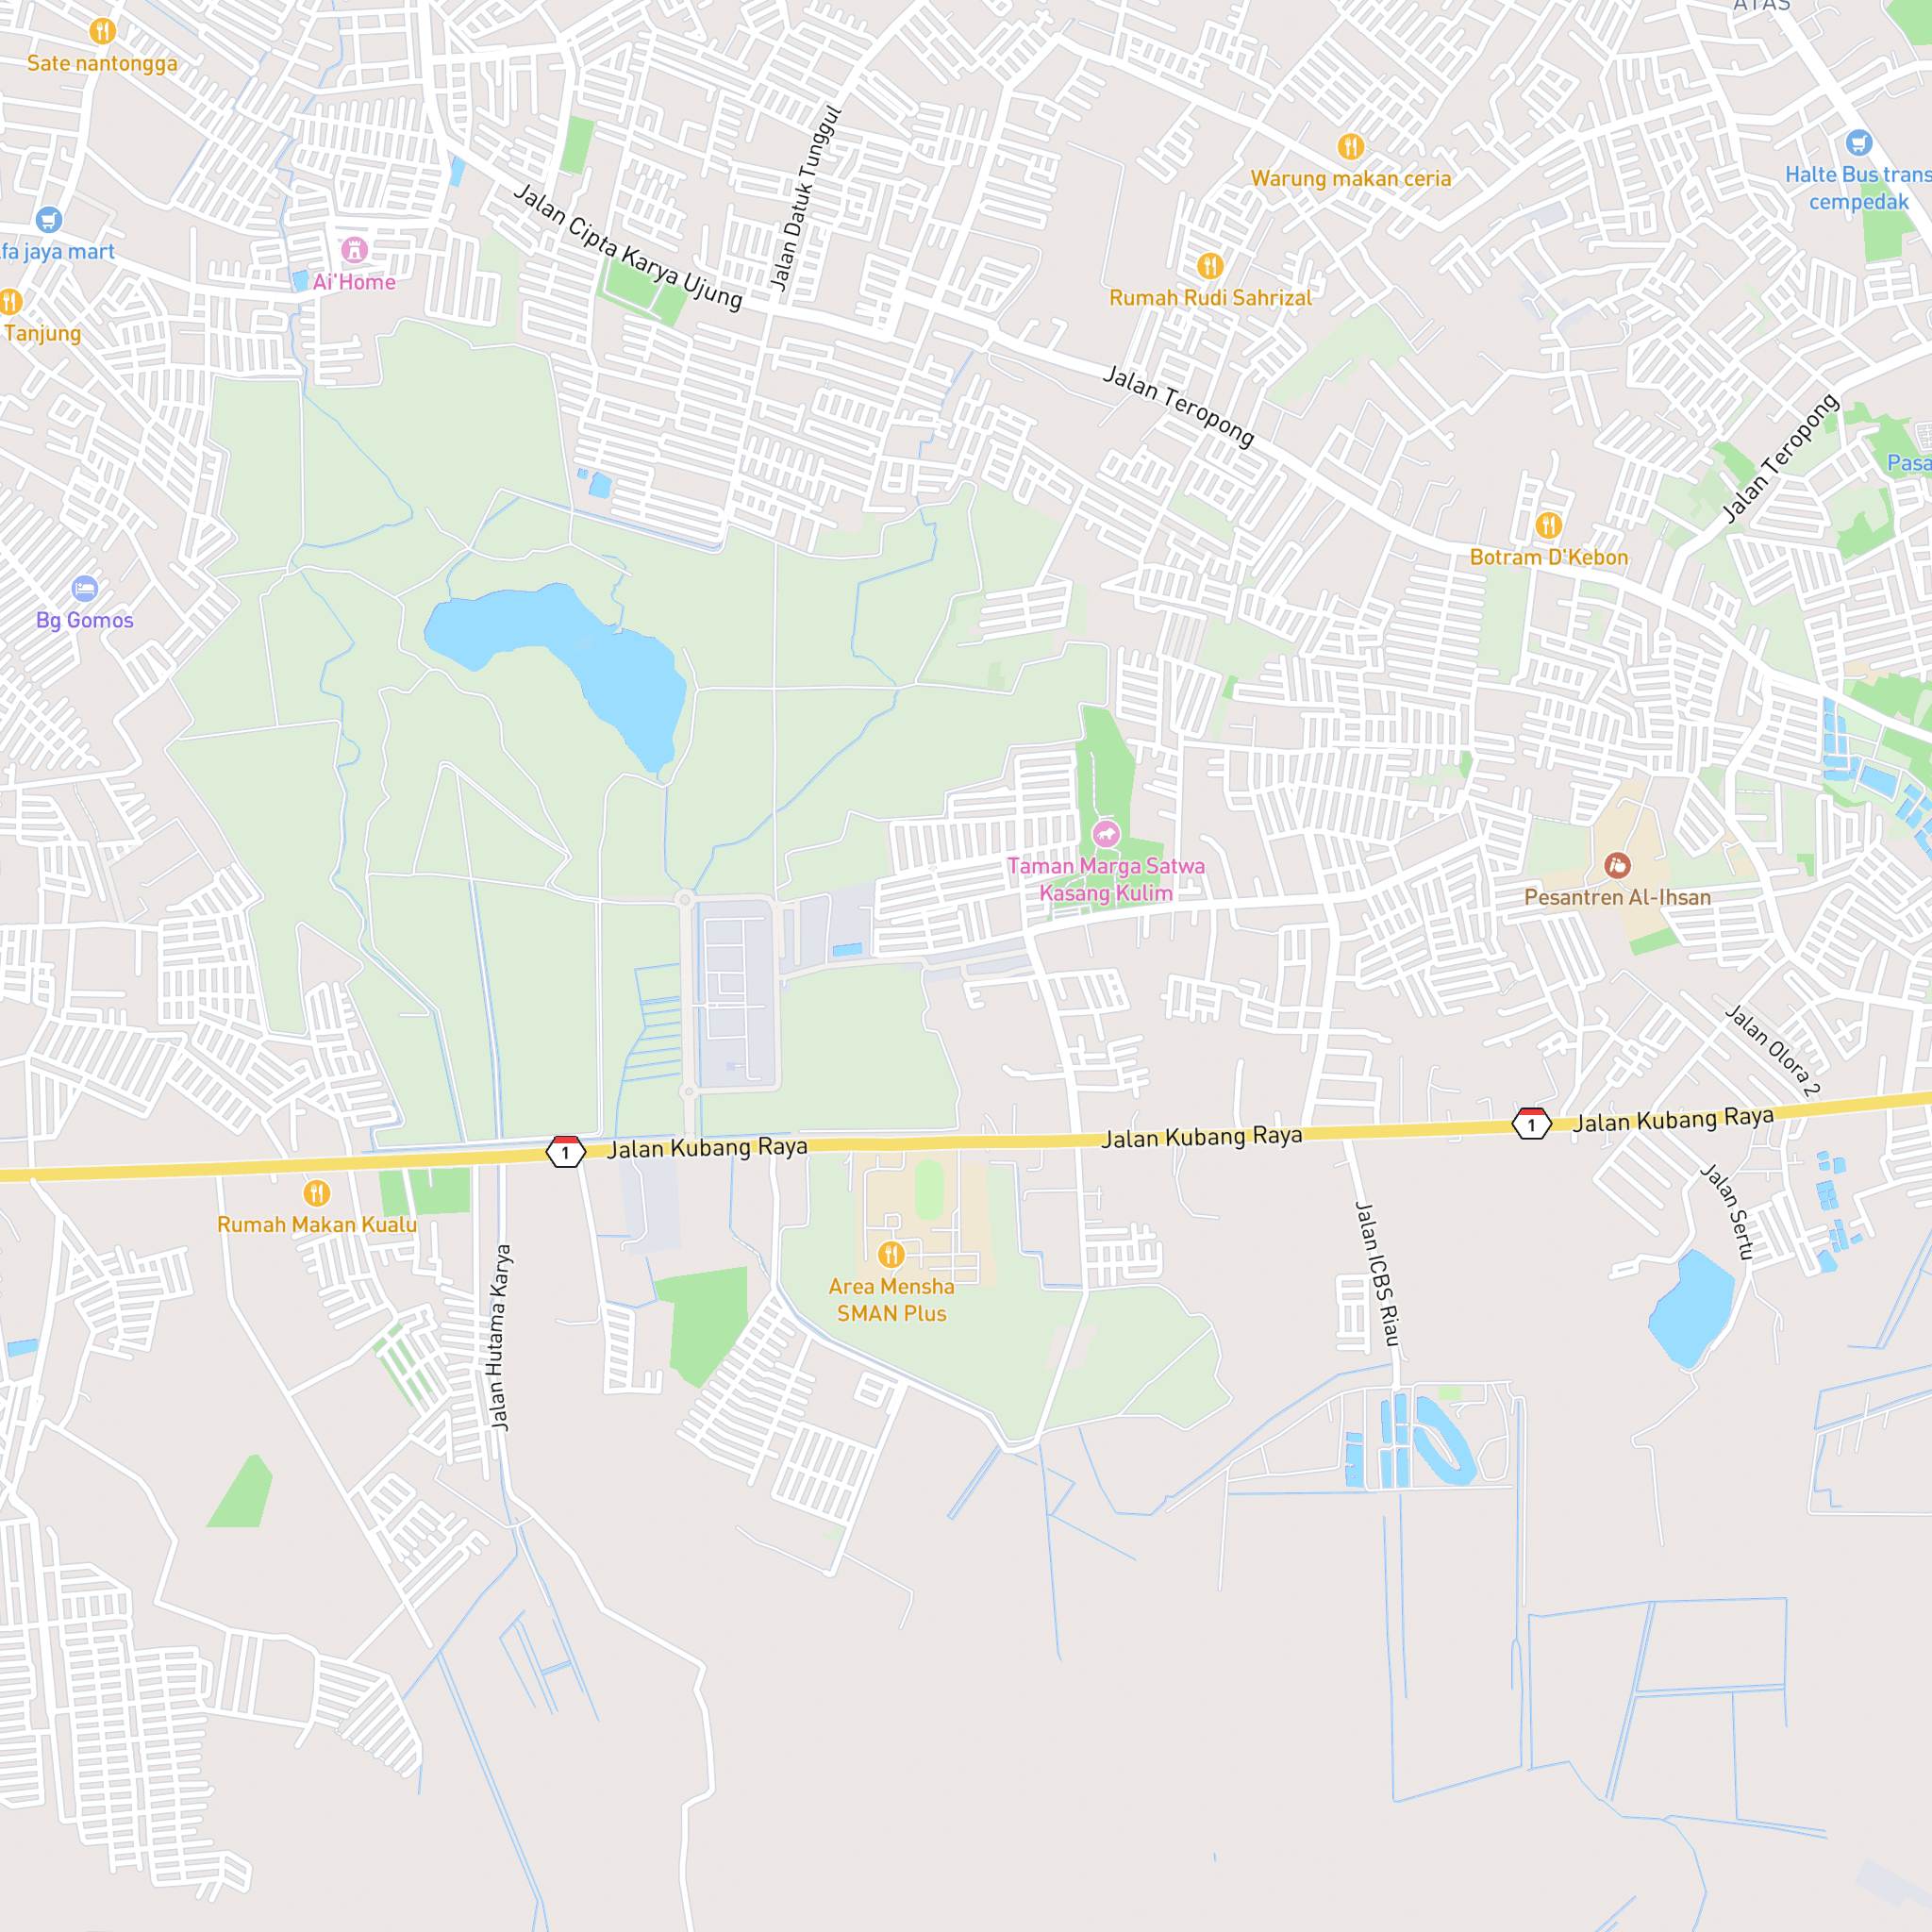 ATAS
Sate nantongga
Jalan Datuk Tunggul
Warung makan ceria
Halte Bus trans
cempedak
fa jaya mart
Jalan Cipta Karya Ujung
Ai'Home
Rumah Rudi Sahrizal
Tanjung
Jalan Teropong
Jalan Teropong
Pasa
Botram D'Kebon
Bg Gomos
Taman Marga Satwa
Kasang Kulim
Pesantren Al-Ihsan
Jalan Olora 2
1
Jalan Kubang Raya
Jalan Kubang Raya
1
Jalan Kubang Raya
Jalan Sertu
Rumah Makan Kualu
Jalan ICBS Riau
Jalan Hutama Karya
Area Mensha
SMAN Plus